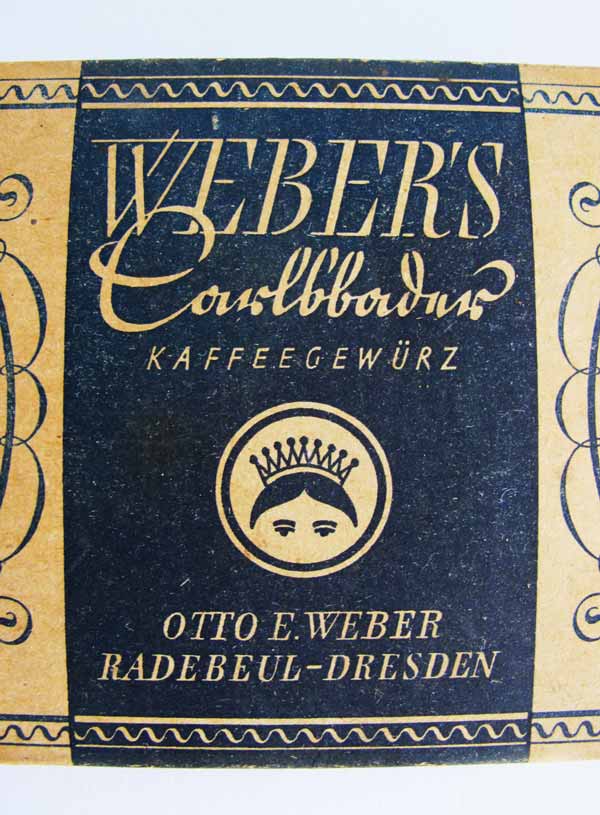 WEBER'S
Carlsbader
KAFFEEGEWÜRZ
OTTO E. WEBER
RADEBEUL-DRESDEN